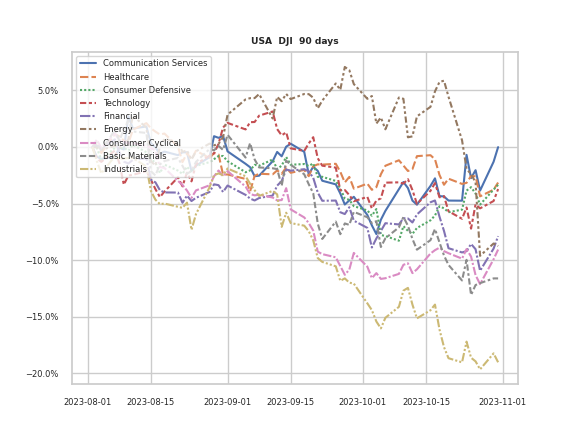 USA  DJI  90 days
Communication Services
Healthcare
Consumer Defensive
Technology
Financial
Energy
Consumer Cyclical
Basic Materials
Industrials
5.0%
0.0%
−5.0%
−10.0%
−15.0%
−20.0%
2023-08-01 2023-08-15 2023-09-01 2023-09-15 2023-10-01 2023-10-15 2023-11-01